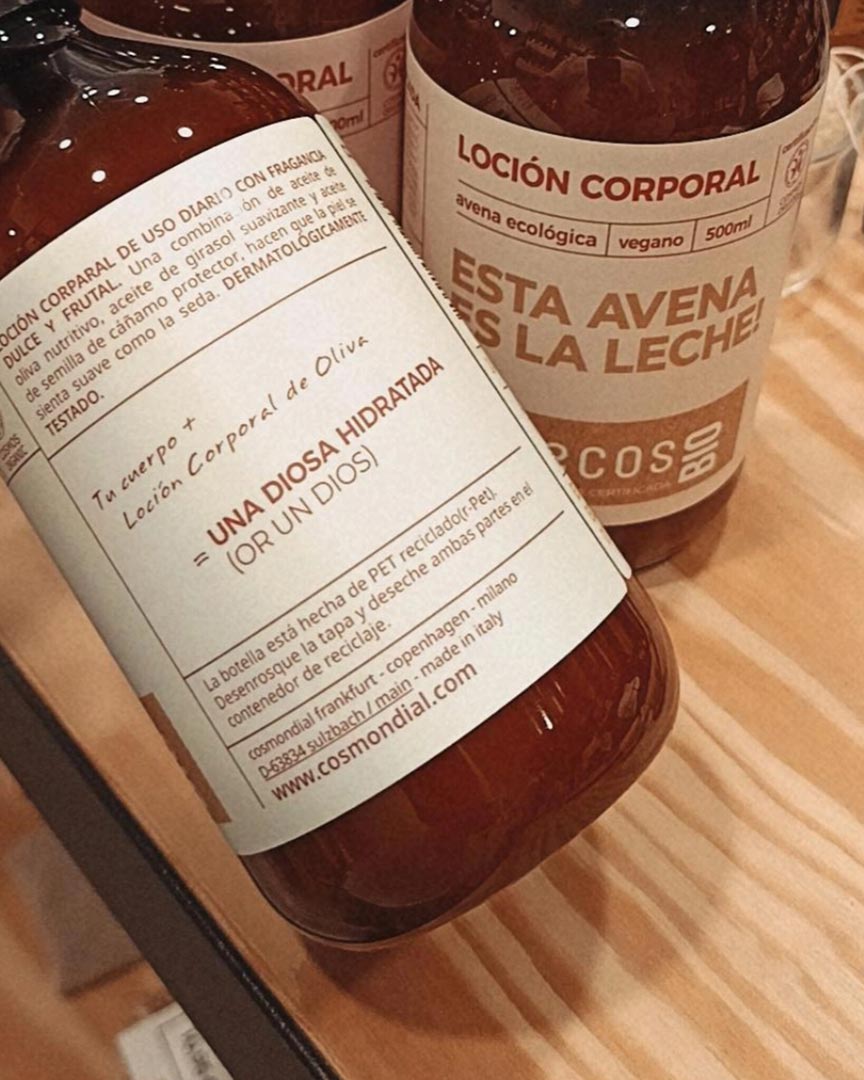 LOCIÓN CORPARAL DE USO DIARIO CON FRAGANCIA
DULCE Y FRUTAL. Una combinación de aceite de
oliva nutritivo, aceite de girasol suavizante y aceite
de semilla de cáñamo protector, hacen que la piel se
sienta suave como la seda. DERMATOLÓGICAMENTE
TESTADO.
Tu cuerpo +
Loción Corporal de Oliva
= UNA DIOSA HIDRATADA
(OR UN DIOS)
La botella está hecha de PET reciclado(r-Pet).
Desenrosque la tapa y deseche ambas partes en el
contenedor de reciclaje.
cosmondial frankfurt - copenhagen - milano
D-63834 sulzbach / main - made in italy
www.cosmondial.com
COSMOS
ORGANIC
ORAL
0ml
LOCIÓN CORPORAL
avena ecológica vegano 500ml
ESTA AVENA
ES LA LECHE!
COS
BIO
CERTIFICADA